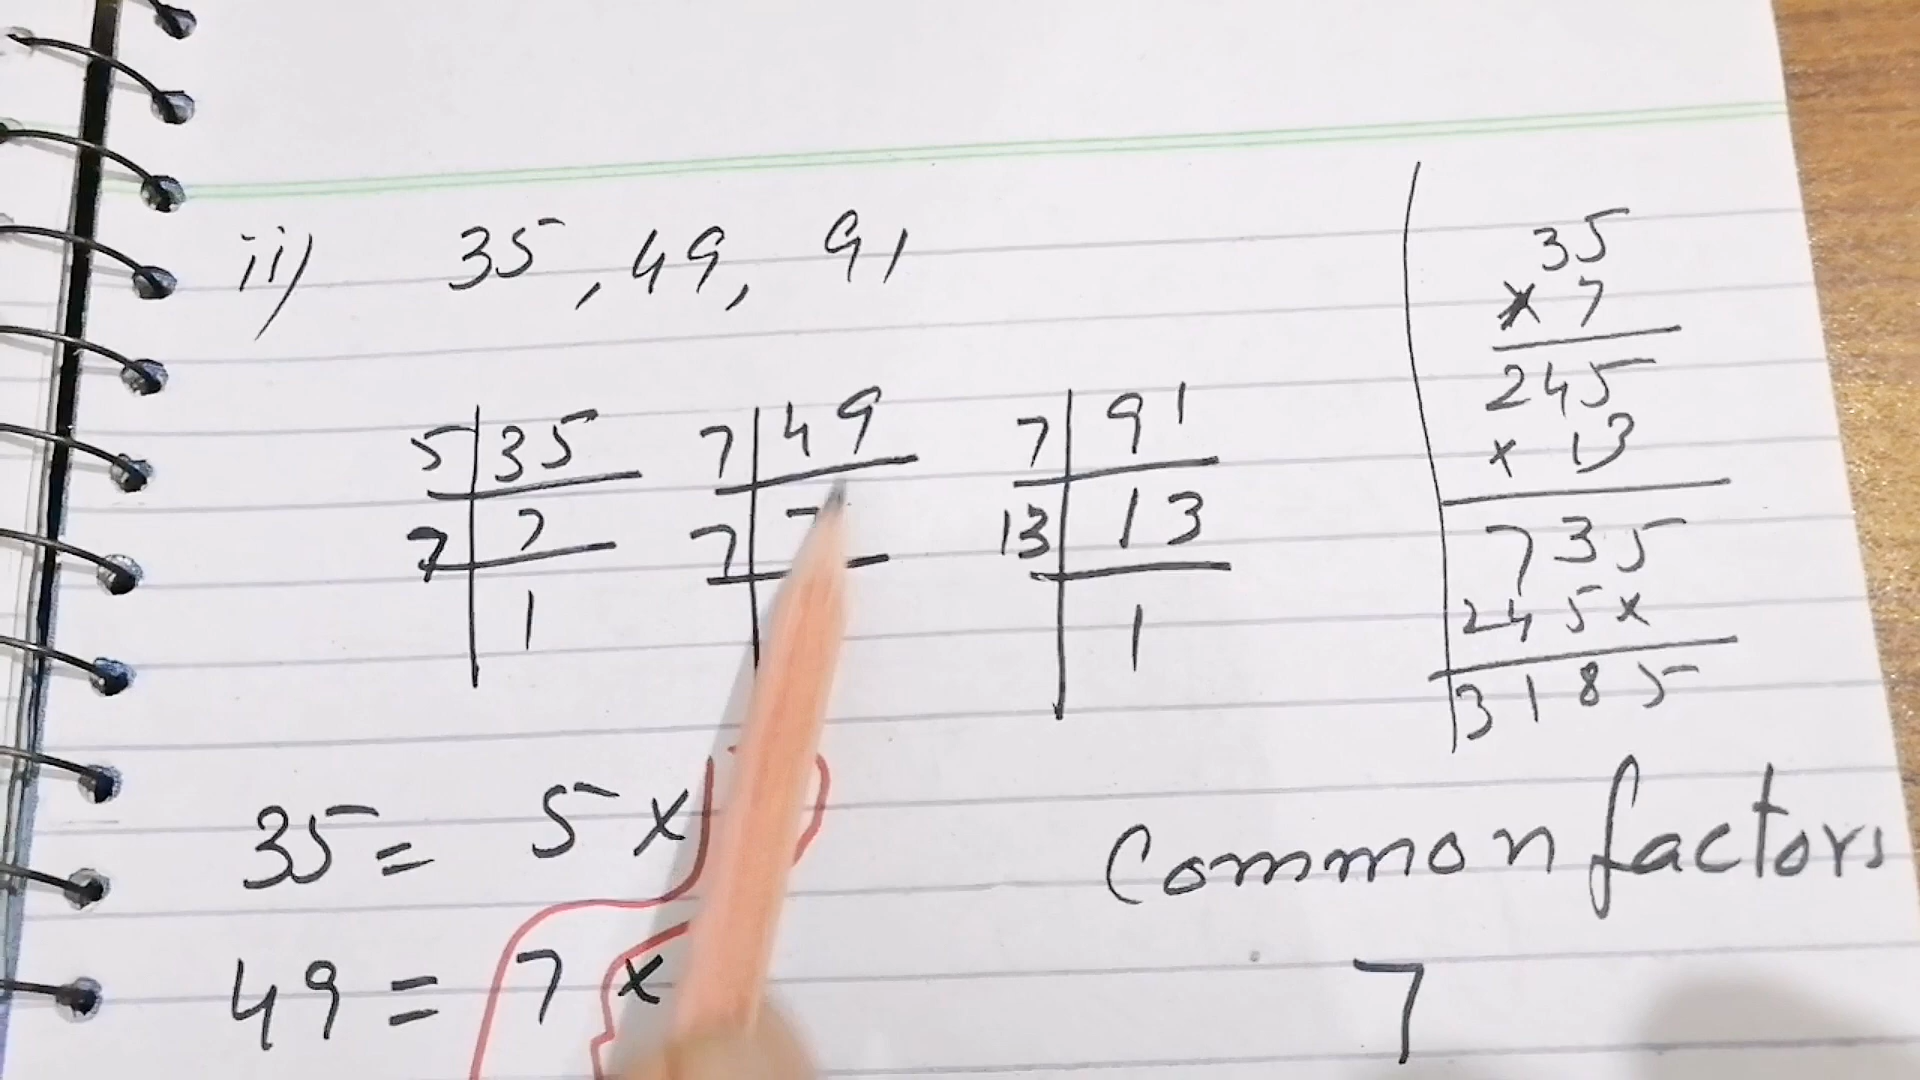 ii) 35, 49, 91
5 | 35
7 | 7
1
7 | 49
7 | 7
7 | 91
13 | 13
1
35
× 7
245
× 13
735
245×
3185
35 = 5 ×
49 = 7 ×
Common factors
7